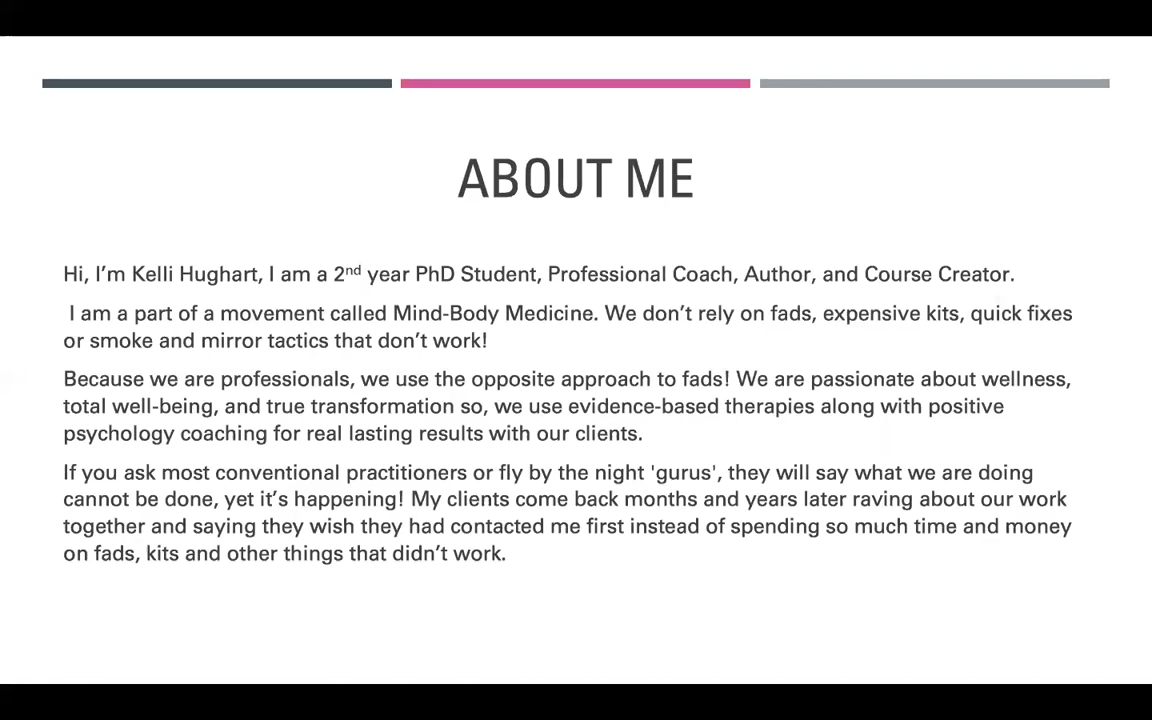 ABOUT ME
Hi, I’m Kelli Hughart, I am a 2nd year PhD Student, Professional Coach, Author, and Course Creator.
I am a part of a movement called Mind-Body Medicine. We don’t rely on fads, expensive kits, quick fixes
or smoke and mirror tactics that don’t work!
Because we are professionals, we use the opposite approach to fads! We are passionate about wellness,
total well-being, and true transformation so, we use evidence-based therapies along with positive
psychology coaching for real lasting results with our clients.
If you ask most conventional practitioners or fly by the night 'gurus', they will say what we are doing
cannot be done, yet it’s happening! My clients come back months and years later raving about our work
together and saying they wish they had contacted me first instead of spending so much time and money
on fads, kits and other things that didn’t work.